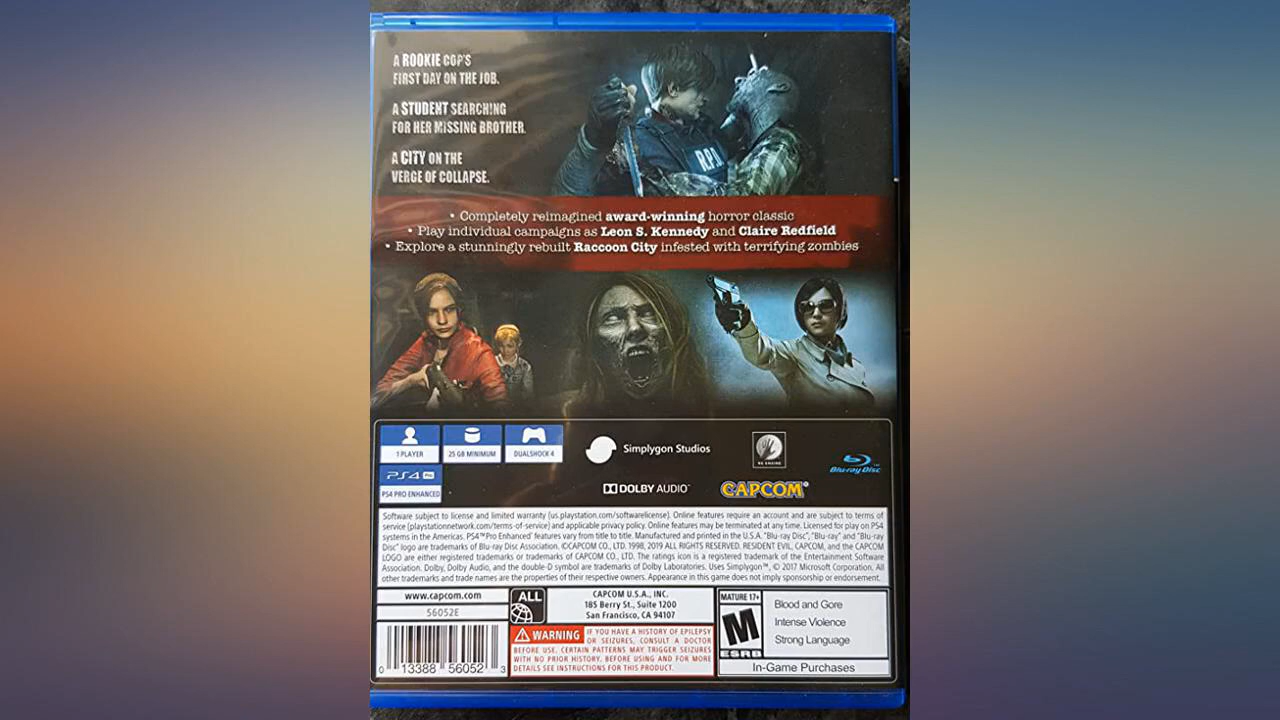 A ROOKIE COP'S
FIRST DAY ON THE JOB.
A STUDENT SEARCHING
FOR HER MISSING BROTHER.
A CITY ON THE
VERGE OF COLLAPSE.
R.P.D.
• Completely reimagined award-winning horror classic
• Play individual campaigns as Leon S. Kennedy and Claire Redfield
• Explore a stunningly rebuilt Raccoon City infested with terrifying zombies
1 PLAYER
25 GB MINIMUM
DUALSHOCK 4
Simplygon Studios
RE ENGINE
Blu-ray Disc™
PS4 Pro
PS4 PRO ENHANCED
DOLBY AUDIO™
CAPCOM®
Software subject to license and limited warranty (us.playstation.com/softwarelicense). Online features require an account and are subject to terms of
service (playstationnetwork.com/terms-of-service) and applicable privacy policy. Online features may be terminated at any time. Licensed for play on PS4
systems in the Americas. PS4™Pro Enhanced' features vary from title to title. Manufactured and printed in the U.S.A. "Blu-ray Disc", "Blu-ray" and "Blu-ray
Disc" logo are trademarks of Blu-ray Disc Association. ©CAPCOM CO., LTD. 1998, 2019 ALL RIGHTS RESERVED. RESIDENT EVIL, CAPCOM, and the CAPCOM
LOGO are either registered trademarks or trademarks of CAPCOM CO., LTD. The ratings icon is a registered trademark of the Entertainment Software
Association. Dolby, Dolby Audio, and the double-D symbol are trademarks of Dolby Laboratories. Uses Simplygon™, © 2017 Microsoft Corporation. All
other trademarks and trade names are the properties of their respective owners. Appearance in this game does not imply sponsorship or endorsement.
www.capcom.com
56052E
ALL
CAPCOM U.S.A., INC.
185 Berry St., Suite 1200
San Francisco, CA 94107
WARNING IF YOU HAVE A HISTORY OF EPILEPSY
OR SEIZURES, CONSULT A DOCTOR
BEFORE USE. CERTAIN PATTERNS MAY TRIGGER SEIZURES
WITH NO PRIOR HISTORY. BEFORE USING AND FOR MORE
DETAILS SEE INSTRUCTIONS FOR THIS PRODUCT.
0 13388 56052 3
MATURE 17+
M
ESRB
Blood and Gore
Intense Violence
Strong Language
In-Game Purchases